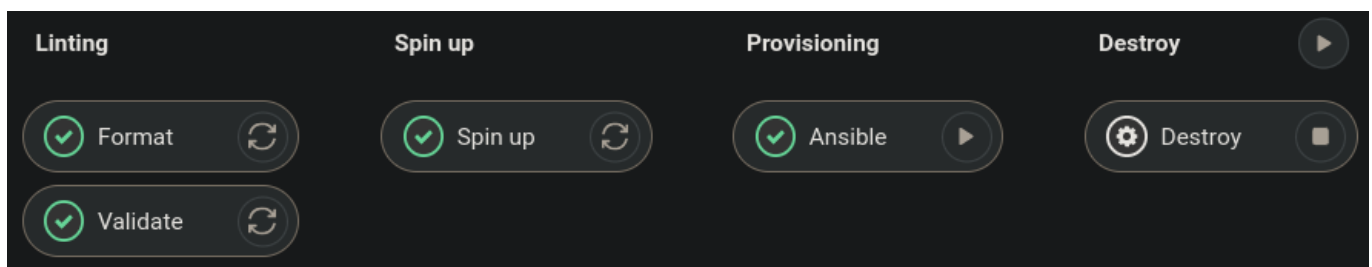 Linting
Spin up
Provisioning
Destroy
Format
Spin up
Ansible
Destroy
Validate